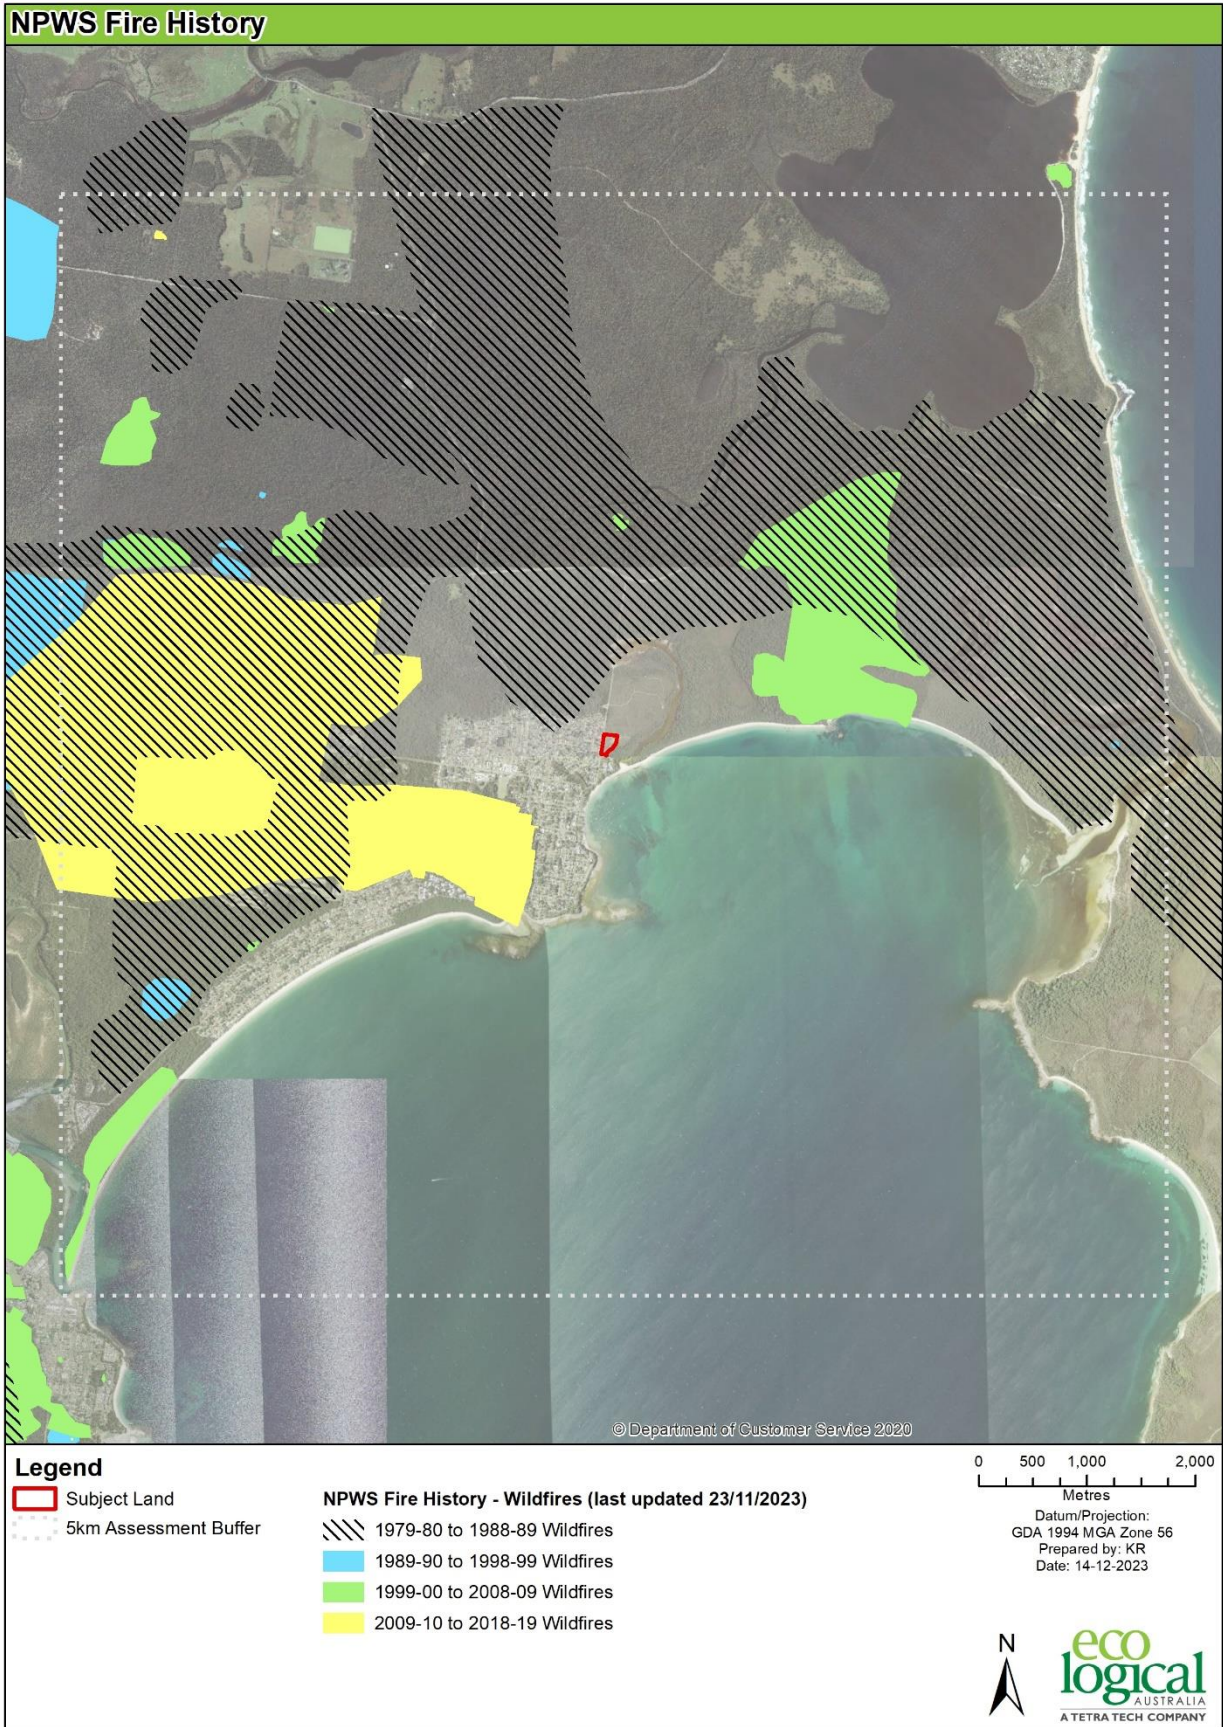 NPWS Fire History
© Department of Customer Service 2020
Legend
Subject Land
5km Assessment Buffer
NPWS Fire History - Wildfires (last updated 23/11/2023)
1979-80 to 1988-89 Wildfires
1989-90 to 1998-99 Wildfires
1999-00 to 2008-09 Wildfires
2009-10 to 2018-19 Wildfires
0 500 1,000 2,000
Metres
Datum/Projection:
GDA 1994 MGA Zone 56
Prepared by: KR
Date: 14-12-2023
N
eco
logical
AUSTRALIA
A TETRA TECH COMPANY